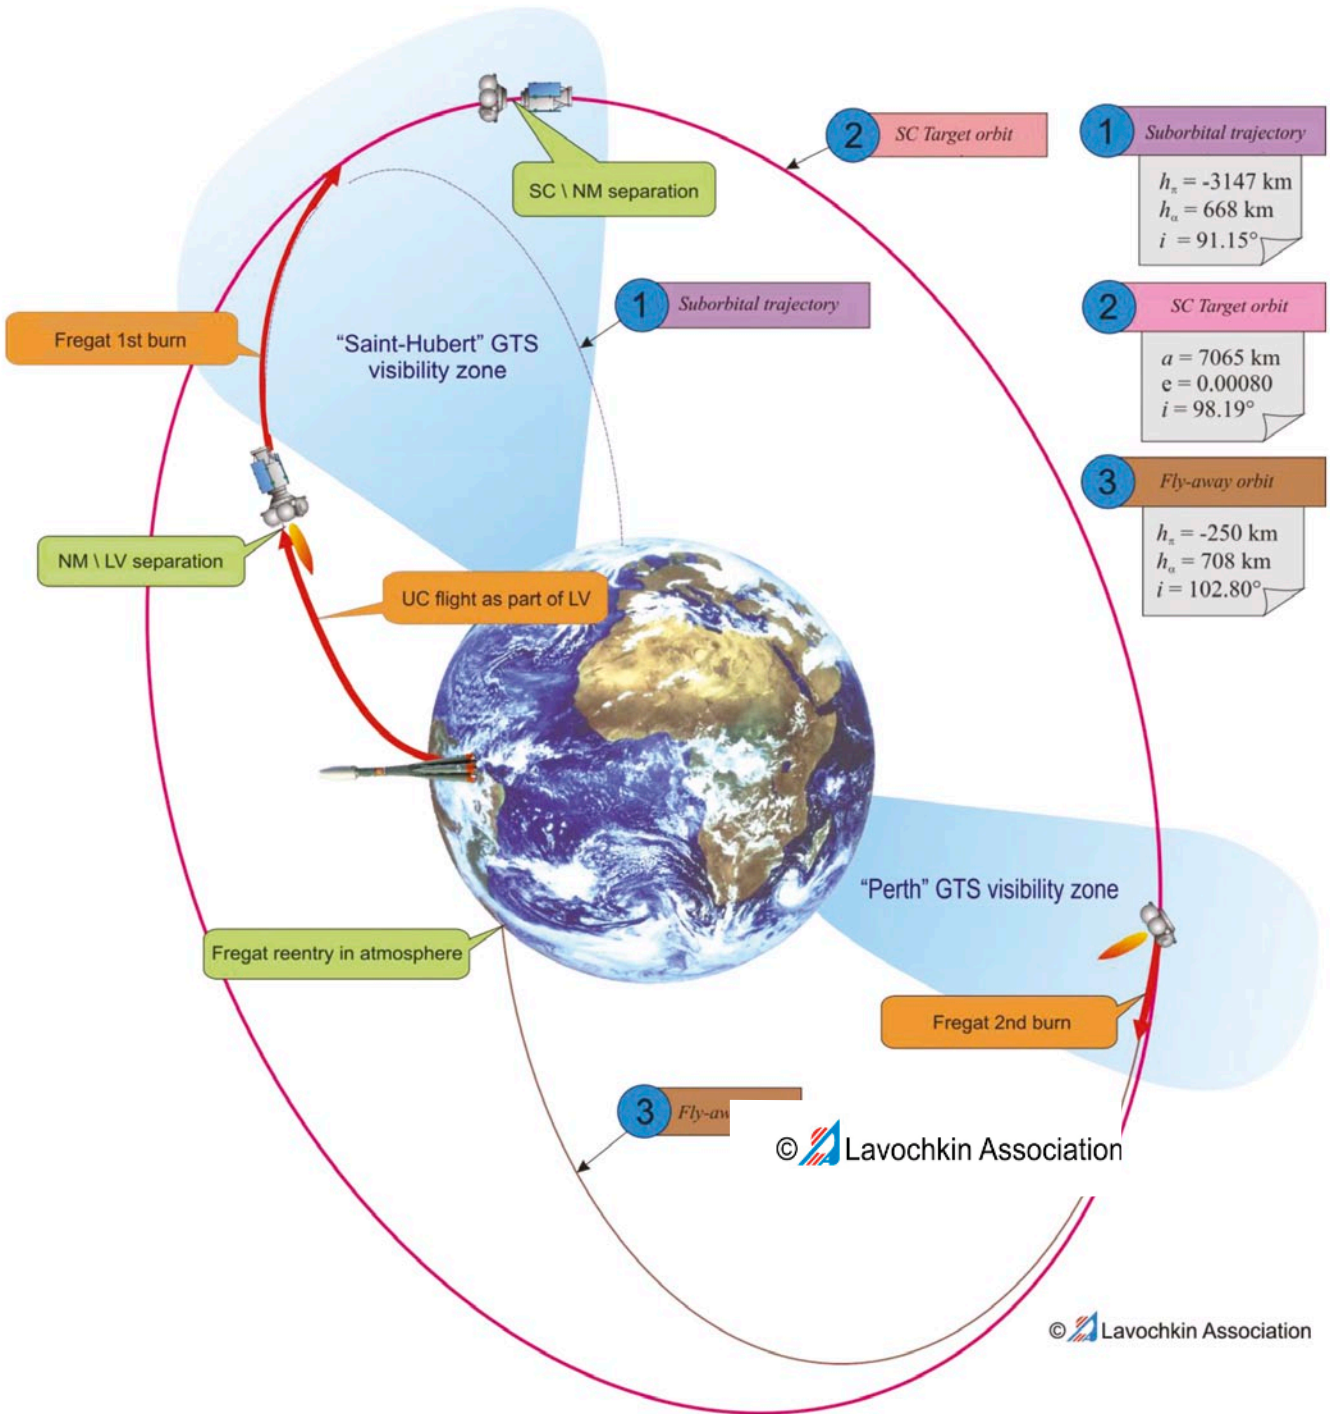 2 SC Target orbit
1 Suborbital trajectory
hπ = -3147 km
hα = 668 km
i = 91.15°
SC \ NM separation
2 SC Target orbit
a = 7065 km
e = 0.00080
i = 98.19°
1 Suborbital trajectory
Fregat 1st burn
“Saint-Hubert” GTS
visibility zone
3 Fly-away orbit
hπ = -250 km
hα = 708 km
i = 102.80°
NM \ LV separation
UC flight as part of LV
“Perth” GTS visibility zone
Fregat reentry in atmosphere
Fregat 2nd burn
3 Fly-aw
© Lavochkin Association
© Lavochkin Association